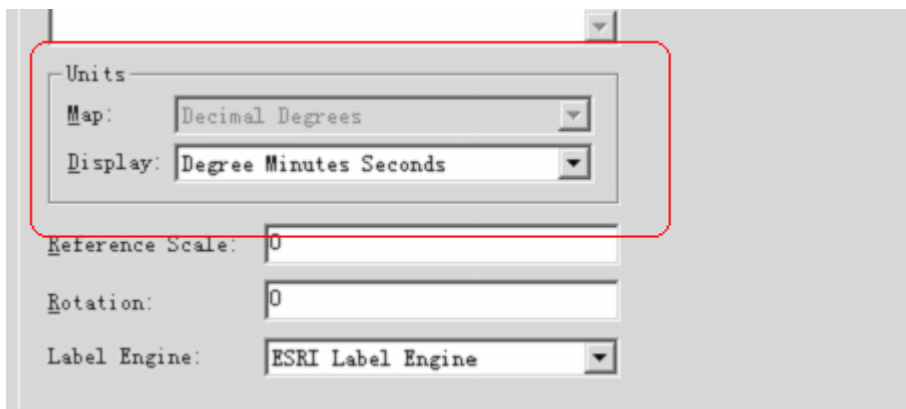 Units
Map: Decimal Degrees
Display: Degree Minutes Seconds
Reference Scale: 0
Rotation: 0
Label Engine: ESRI Label Engine